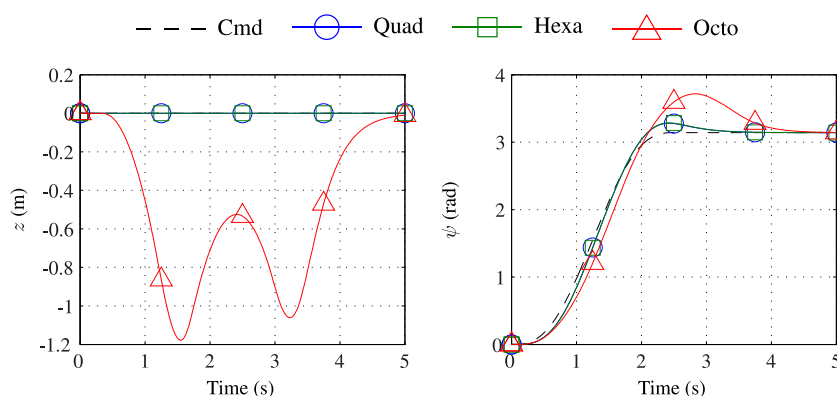 Cmd Quad Hexa Octo
0.2
0
-0.2
-0.4
-0.6
-0.8
-1
-1.2
z (m)
0 1 2 3 4 5
Time (s)
4
3
2
1
0
ψ (rad)
0 1 2 3 4 5
Time (s)